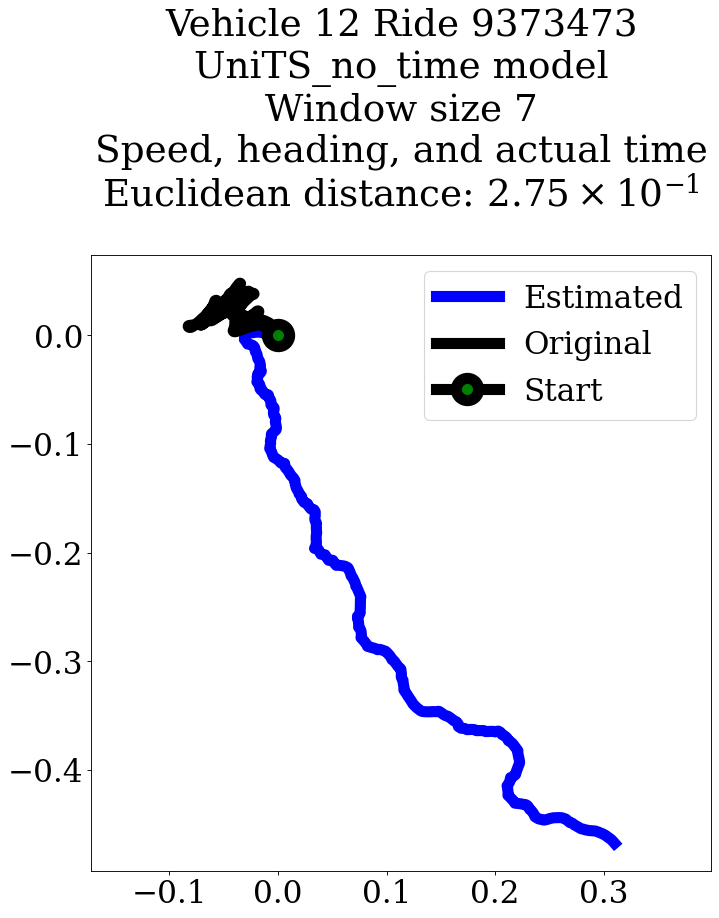 Vehicle 12 Ride 9373473
UniTS_no_time model
Window size 7
Speed, heading, and actual time
Euclidean distance: 2.75 × 10⁻¹
Estimated
Original
Start
0.0
−0.1
−0.2
−0.3
−0.4
−0.1 0.0 0.1 0.2 0.3